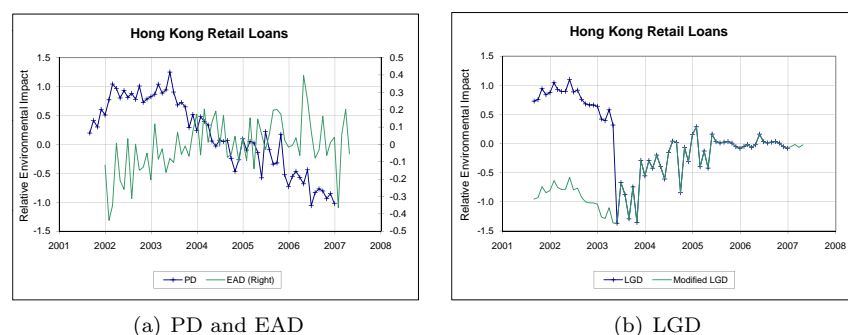 Hong Kong Retail Loans
Relative Environmental Impact
1.5
1.0
0.5
0.0
-0.5
-1.0
-1.5
0.5
0.4
0.3
0.2
0.1
0.0
-0.1
-0.2
-0.3
-0.4
-0.5
2001 2002 2003 2004 2005 2006 2007 2008
PD EAD (Right)
(a) PD and EAD
Hong Kong Retail Loans
Relative Environmental Impact
1.5
1.0
0.5
0.0
-0.5
-1.0
-1.5
2001 2002 2003 2004 2005 2006 2007 2008
LGD Modified LGD
(b) LGD